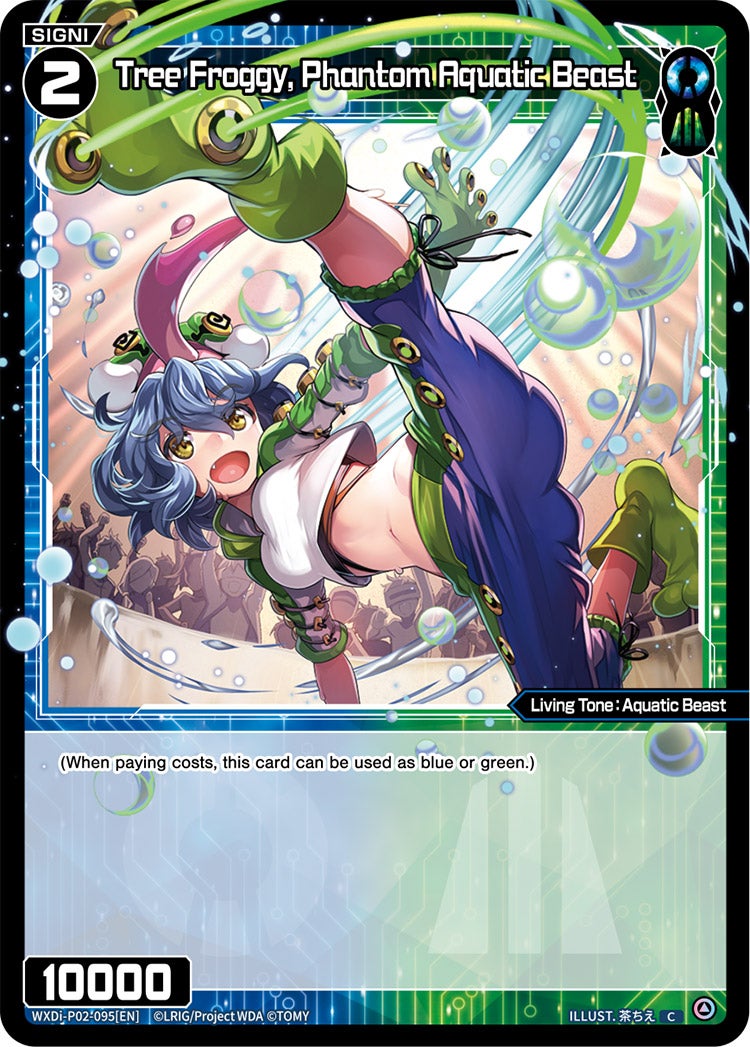 SIGNI
2
Tree Froggy, Phantom Aquatic Beast
Living Tone:Aquatic Beast
(When paying costs, this card can be used as blue or green.)
10000
WXDi-P02-095[EN] ©LRIG/Project WDA ©TOMY
ILLUST. 茶ちえ C